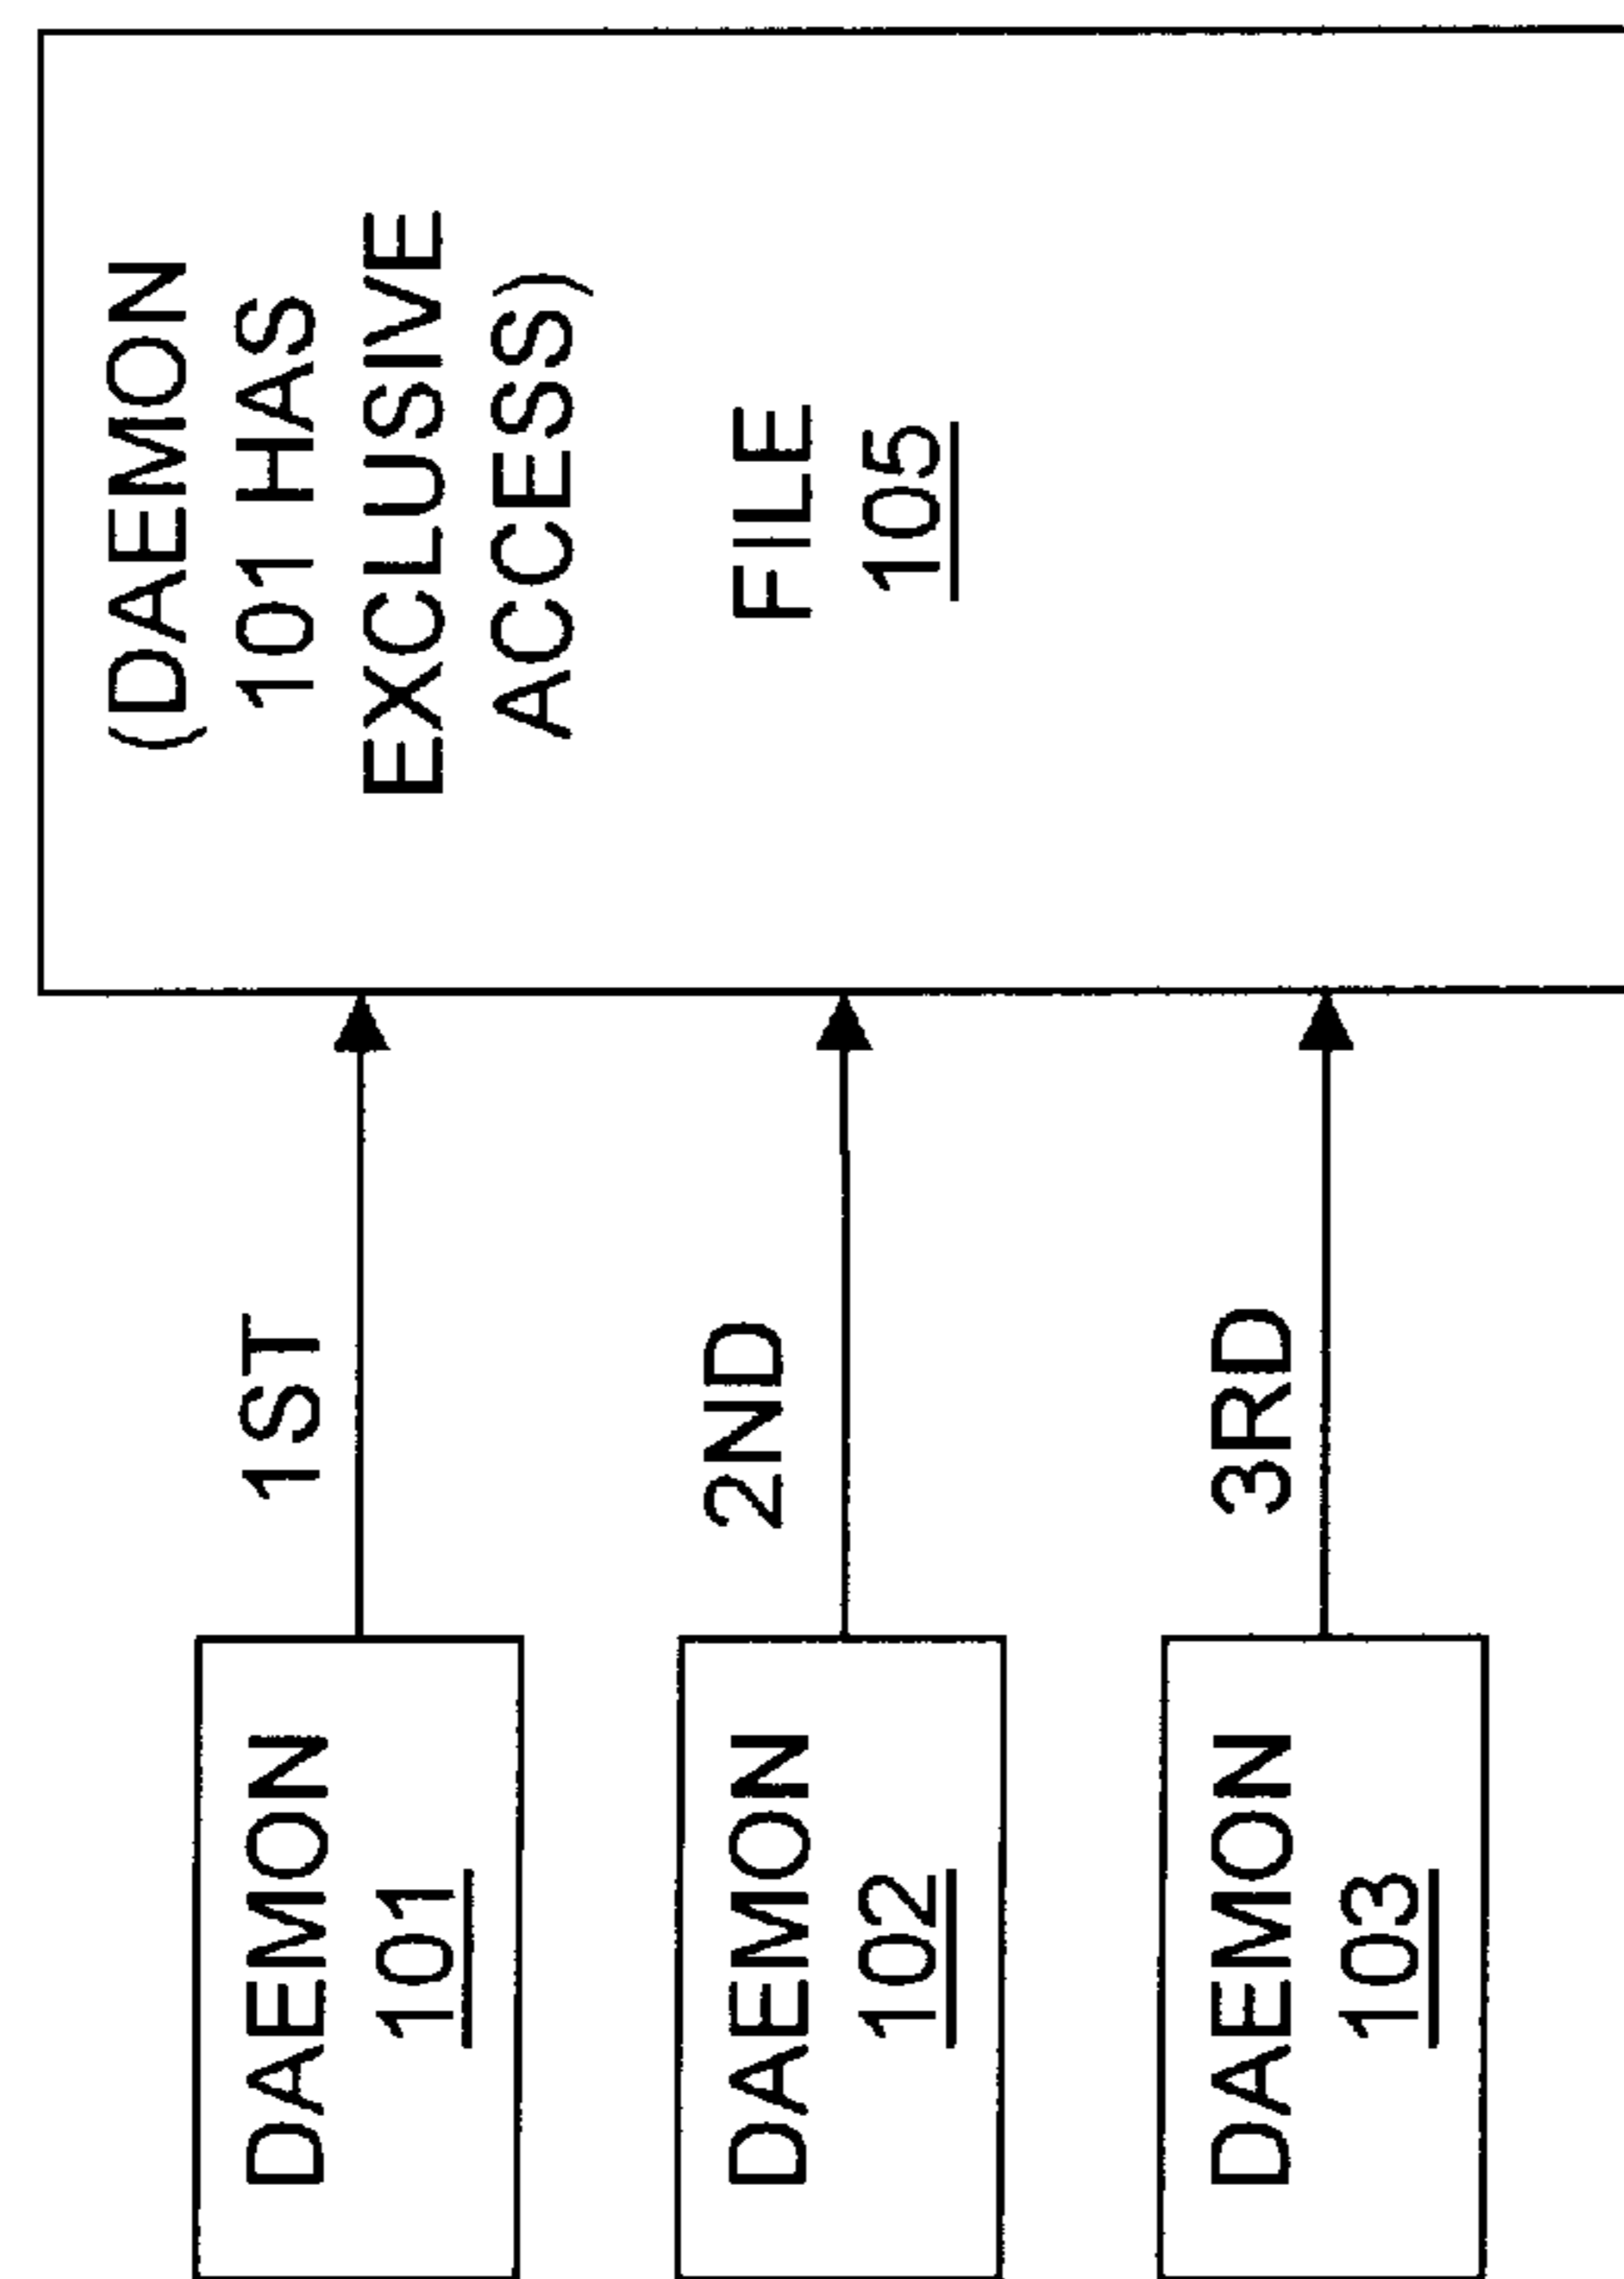 DAEMON
101
1ST
DAEMON
102
2ND
DAEMON
103
3RD
(DAEMON
101 HAS
EXCLUSIVE
ACCESS)
FILE
105